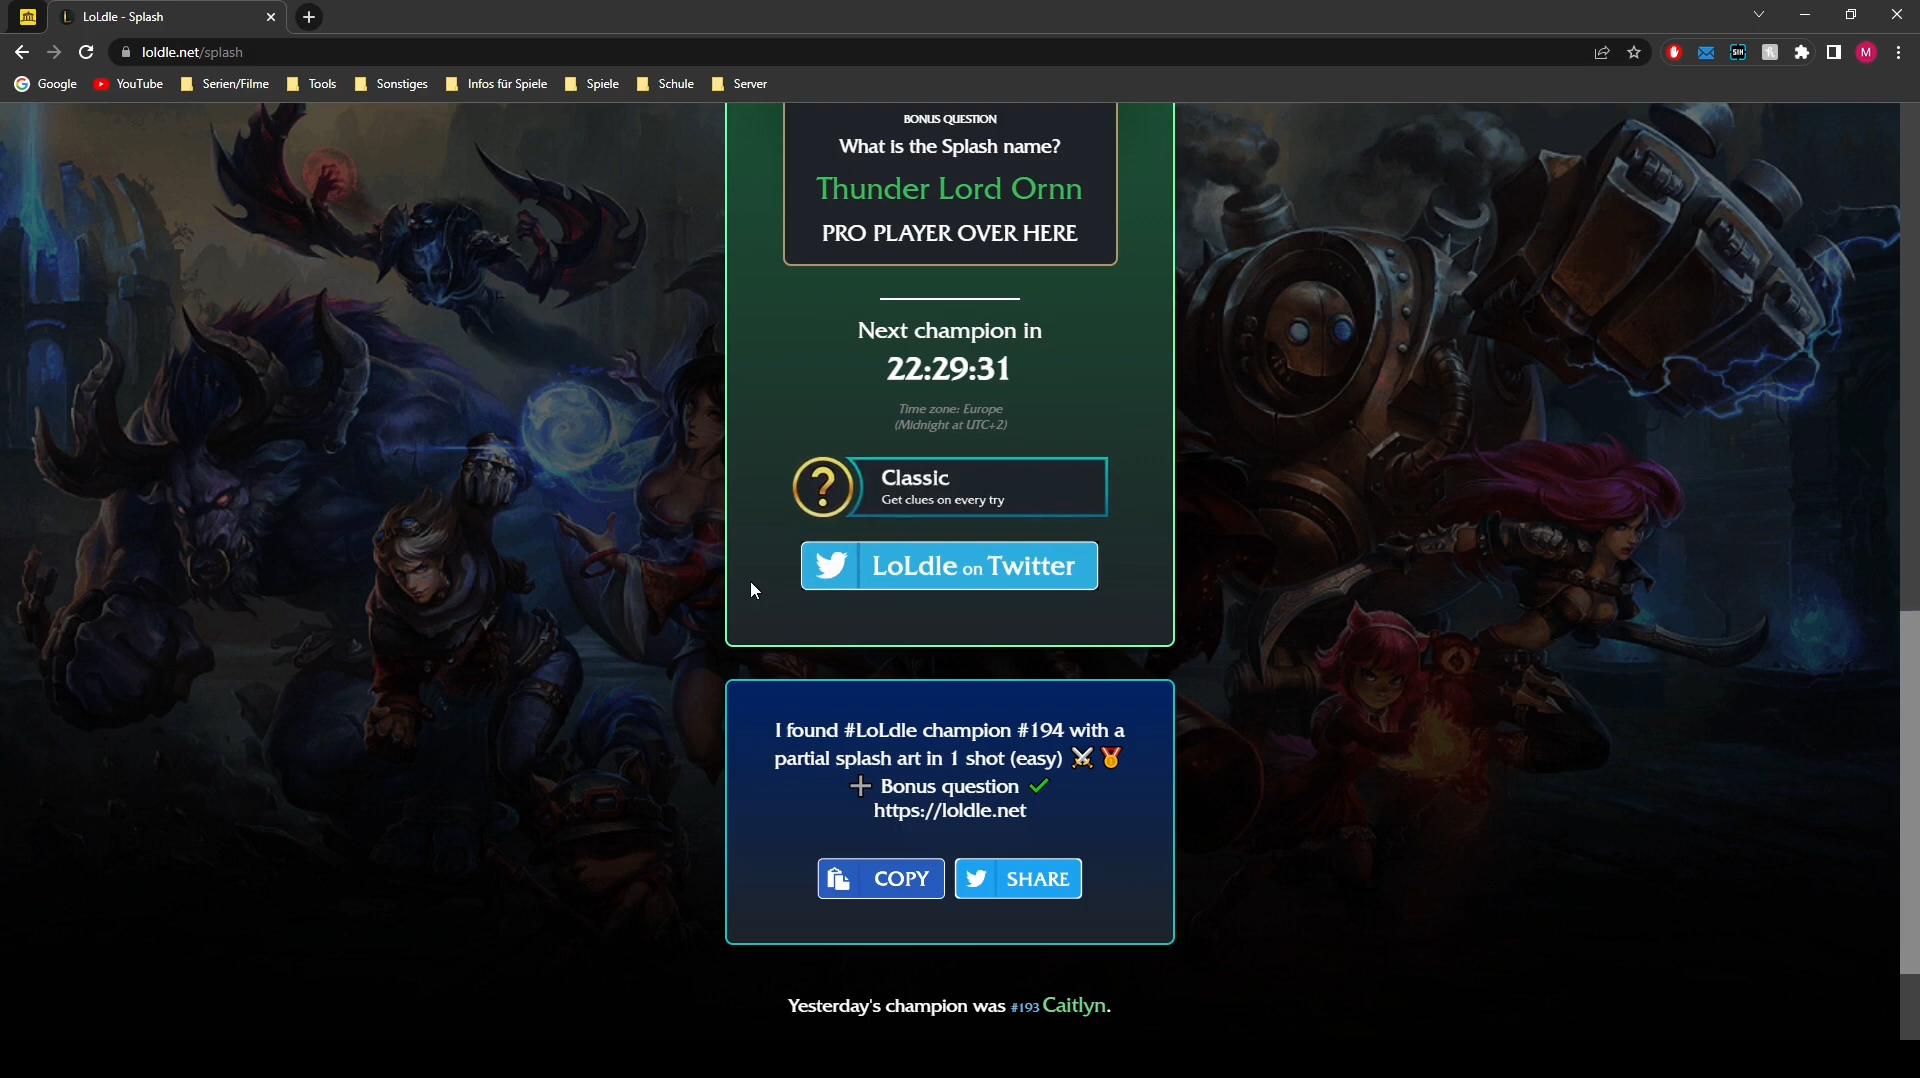 LoLdle - Splash
loldle.net/splash
Google YouTube Serien/Filme Tools Sonstiges Infos für Spiele Spiele Schule Server
BONUS QUESTION
What is the Splash name?
Thunder Lord Ornn
PRO PLAYER OVER HERE
Next champion in
22:29:31
Time zone: Europe
(Midnight at UTC+2)
?
Classic
Get clues on every try
LoLdle on Twitter
I found #LoLdle champion #194 with a
partial splash art in 1 shot (easy) ⚔️ 🏅
➕ Bonus question ✔
https://loldle.net
COPY SHARE
Yesterday's champion was #193 Caitlyn.